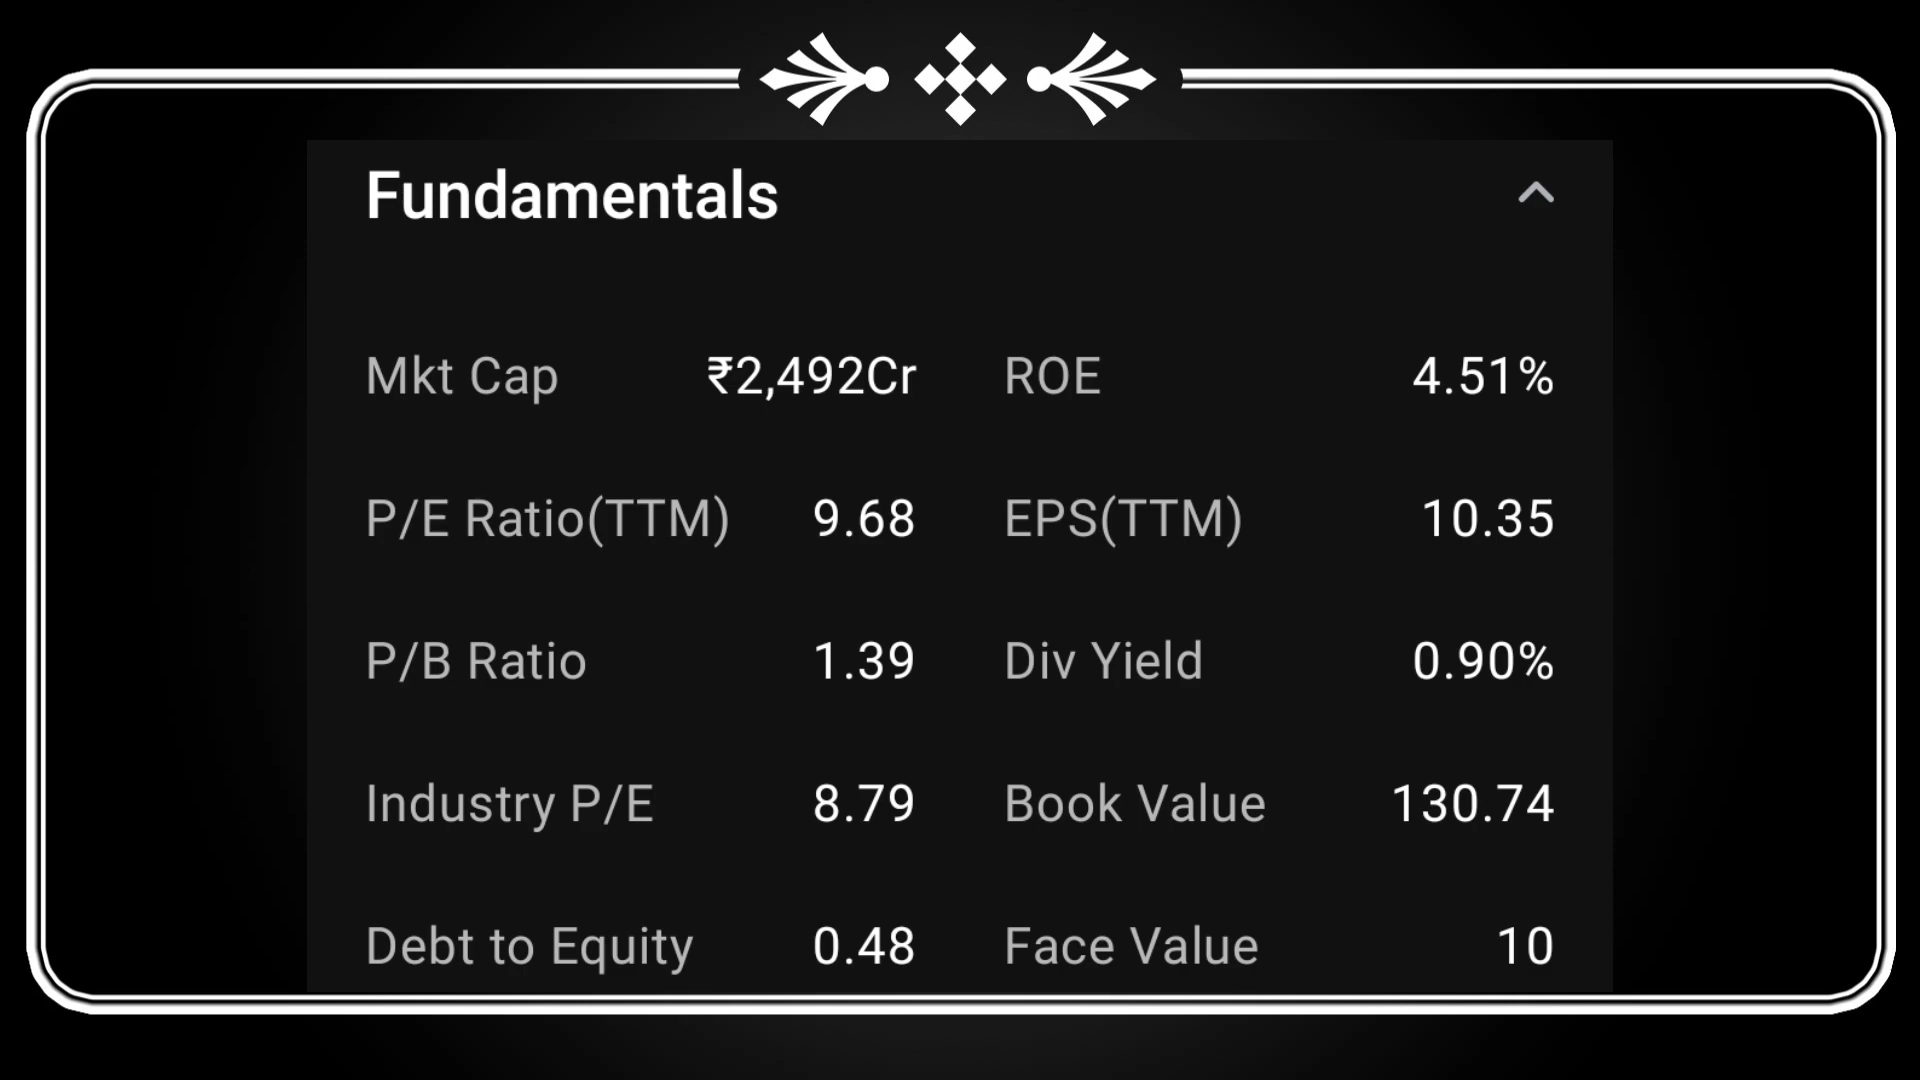 Fundamentals
Mkt Cap ₹2,492Cr ROE 4.51%
P/E Ratio(TTM) 9.68 EPS(TTM) 10.35
P/B Ratio 1.39 Div Yield 0.90%
Industry P/E 8.79 Book Value 130.74
Debt to Equity 0.48 Face Value 10